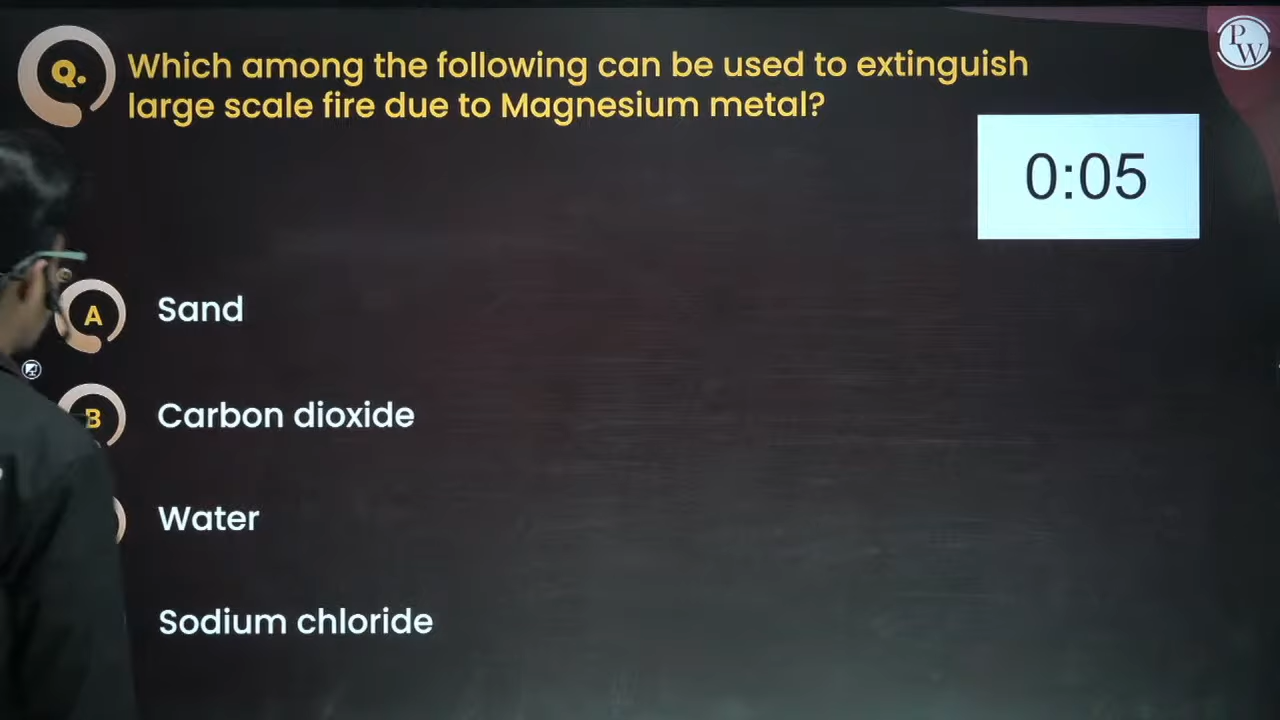 PW
Q.
Which among the following can be used to extinguish
large scale fire due to Magnesium metal?
0:05
A
Sand
B
Carbon dioxide
Water
Sodium chloride